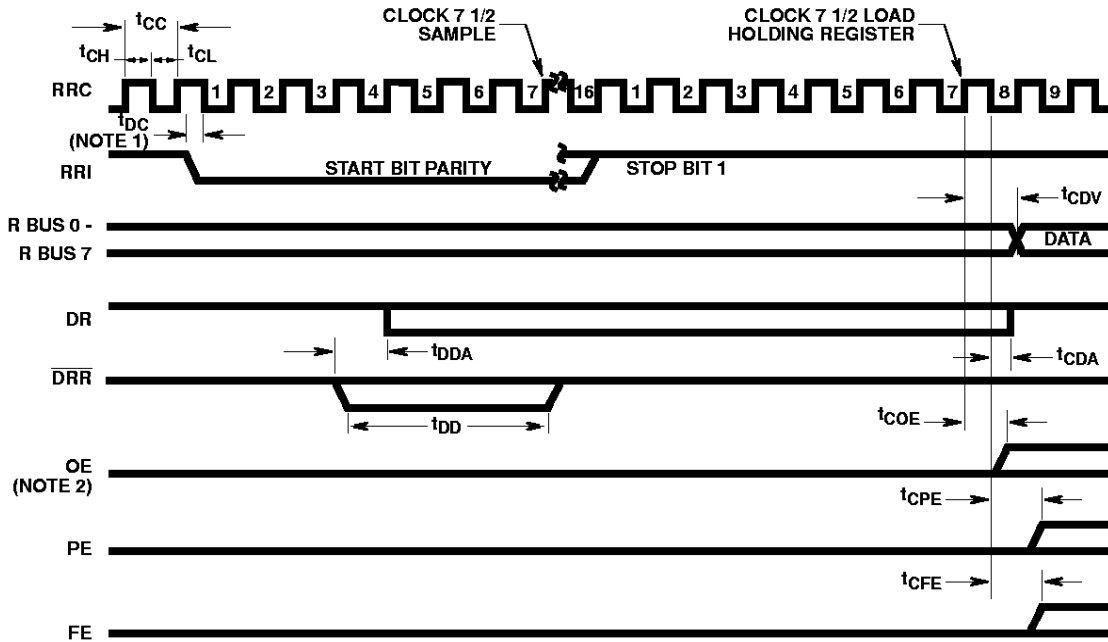 tCC
CLOCK 7 1/2
SAMPLE
CLOCK 7 1/2 LOAD
HOLDING REGISTER
tCH
tCL
RRC
1 2 3 4 5 6 7 16 1 2 3 4 5 6 7 8 9
tDC
(NOTE 1)
RRI
START BIT PARITY
STOP BIT 1
tCDV
R BUS 0 -
R BUS 7
DATA
DR
tDDA
tCDA
DRR
tDD
tCOE
OE
(NOTE 2)
tCPE
PE
tCFE
FE